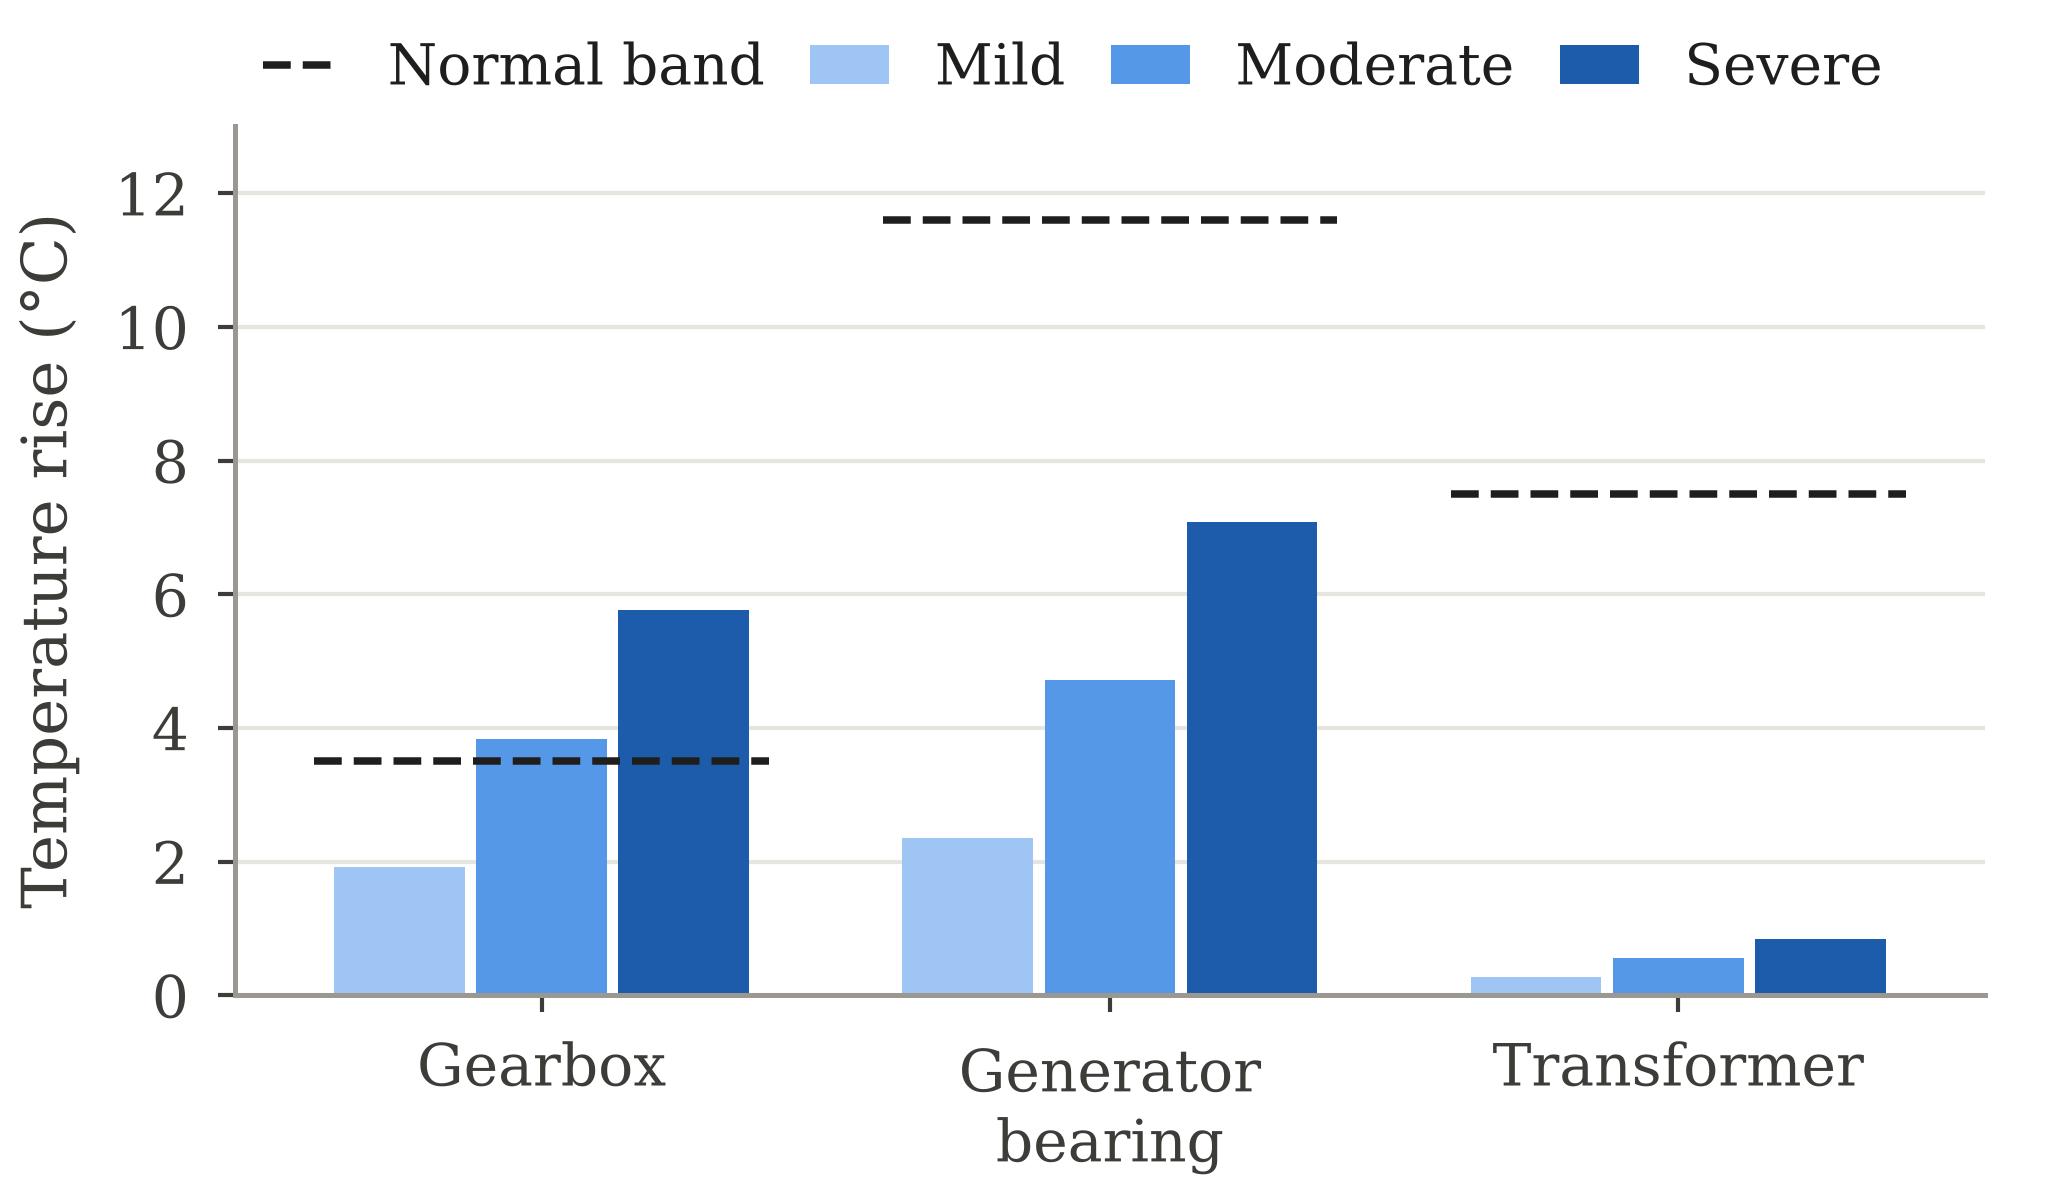 Normal band Mild Moderate Severe
Temperature rise (°C)
12
10
8
6
4
2
0
Gearbox
Generator
bearing
Transformer